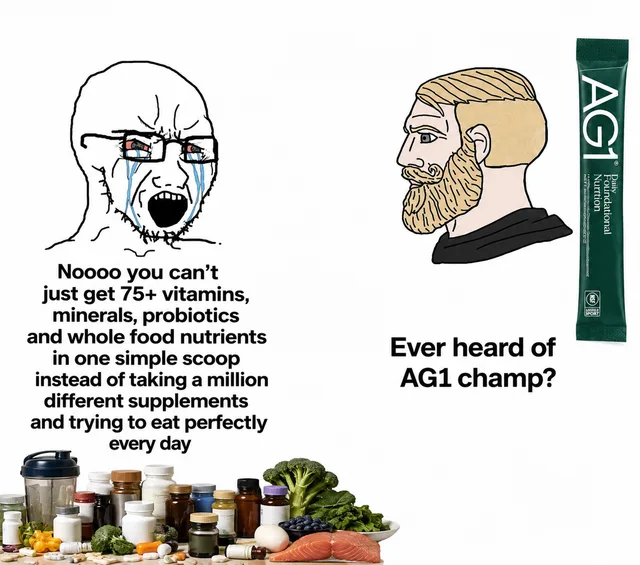 Noooo you can't
just get 75+ vitamins,
minerals, probiotics
and whole food nutrients
in one simple scoop
instead of taking a million
different supplements
and trying to eat perfectly
every day
Ever heard of
AG1 champ?
AG1®
Daily
Foundational
Nutrition
SPORT